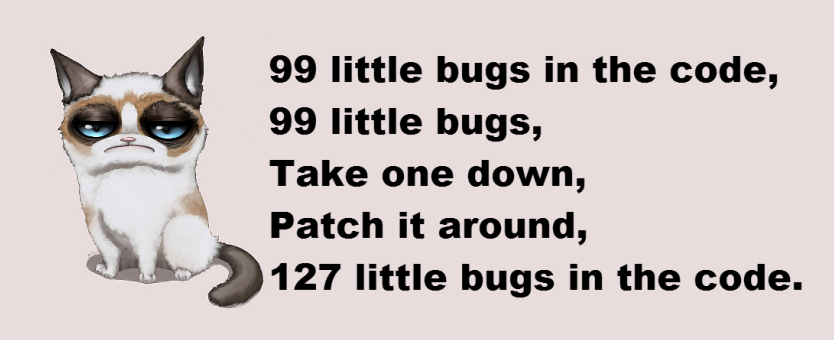 99 little bugs in the code,
99 little bugs,
Take one down,
Patch it around,
127 little bugs in the code.